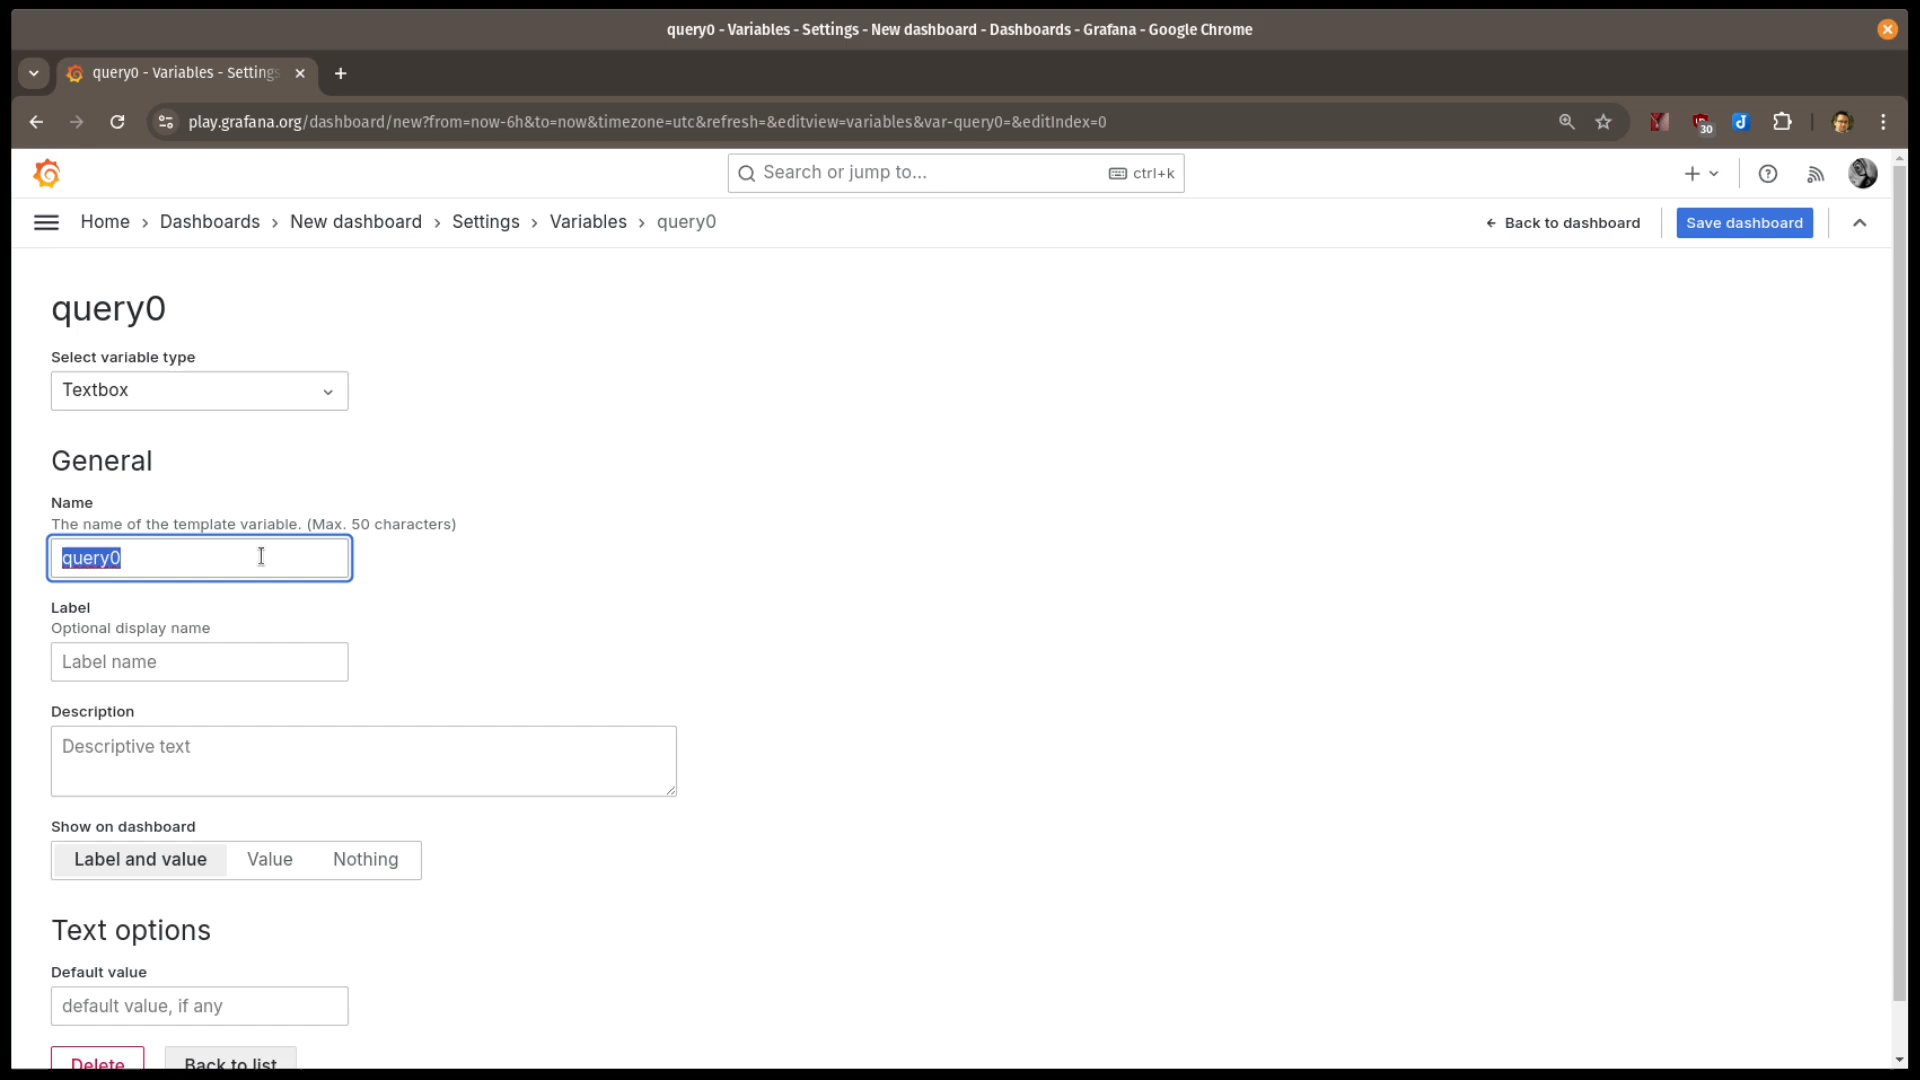 query0 - Variables - Settings - New dashboard - Dashboards - Grafana - Google Chrome
query0 - Variables - Settings
play.grafana.org/dashboard/new?from=now-6h&to=now&timezone=utc&refresh=&editview=variables&var-query0=&editIndex=0
30
Search or jump to... ctrl+k
Home › Dashboards › New dashboard › Settings › Variables › query0
Back to dashboard
Save dashboard
query0
Select variable type
Textbox
General
Name
The name of the template variable. (Max. 50 characters)
query0
Label
Optional display name
Label name
Description
Descriptive text
Show on dashboard
Label and value Value Nothing
Text options
Default value
default value, if any
Delete Back to list